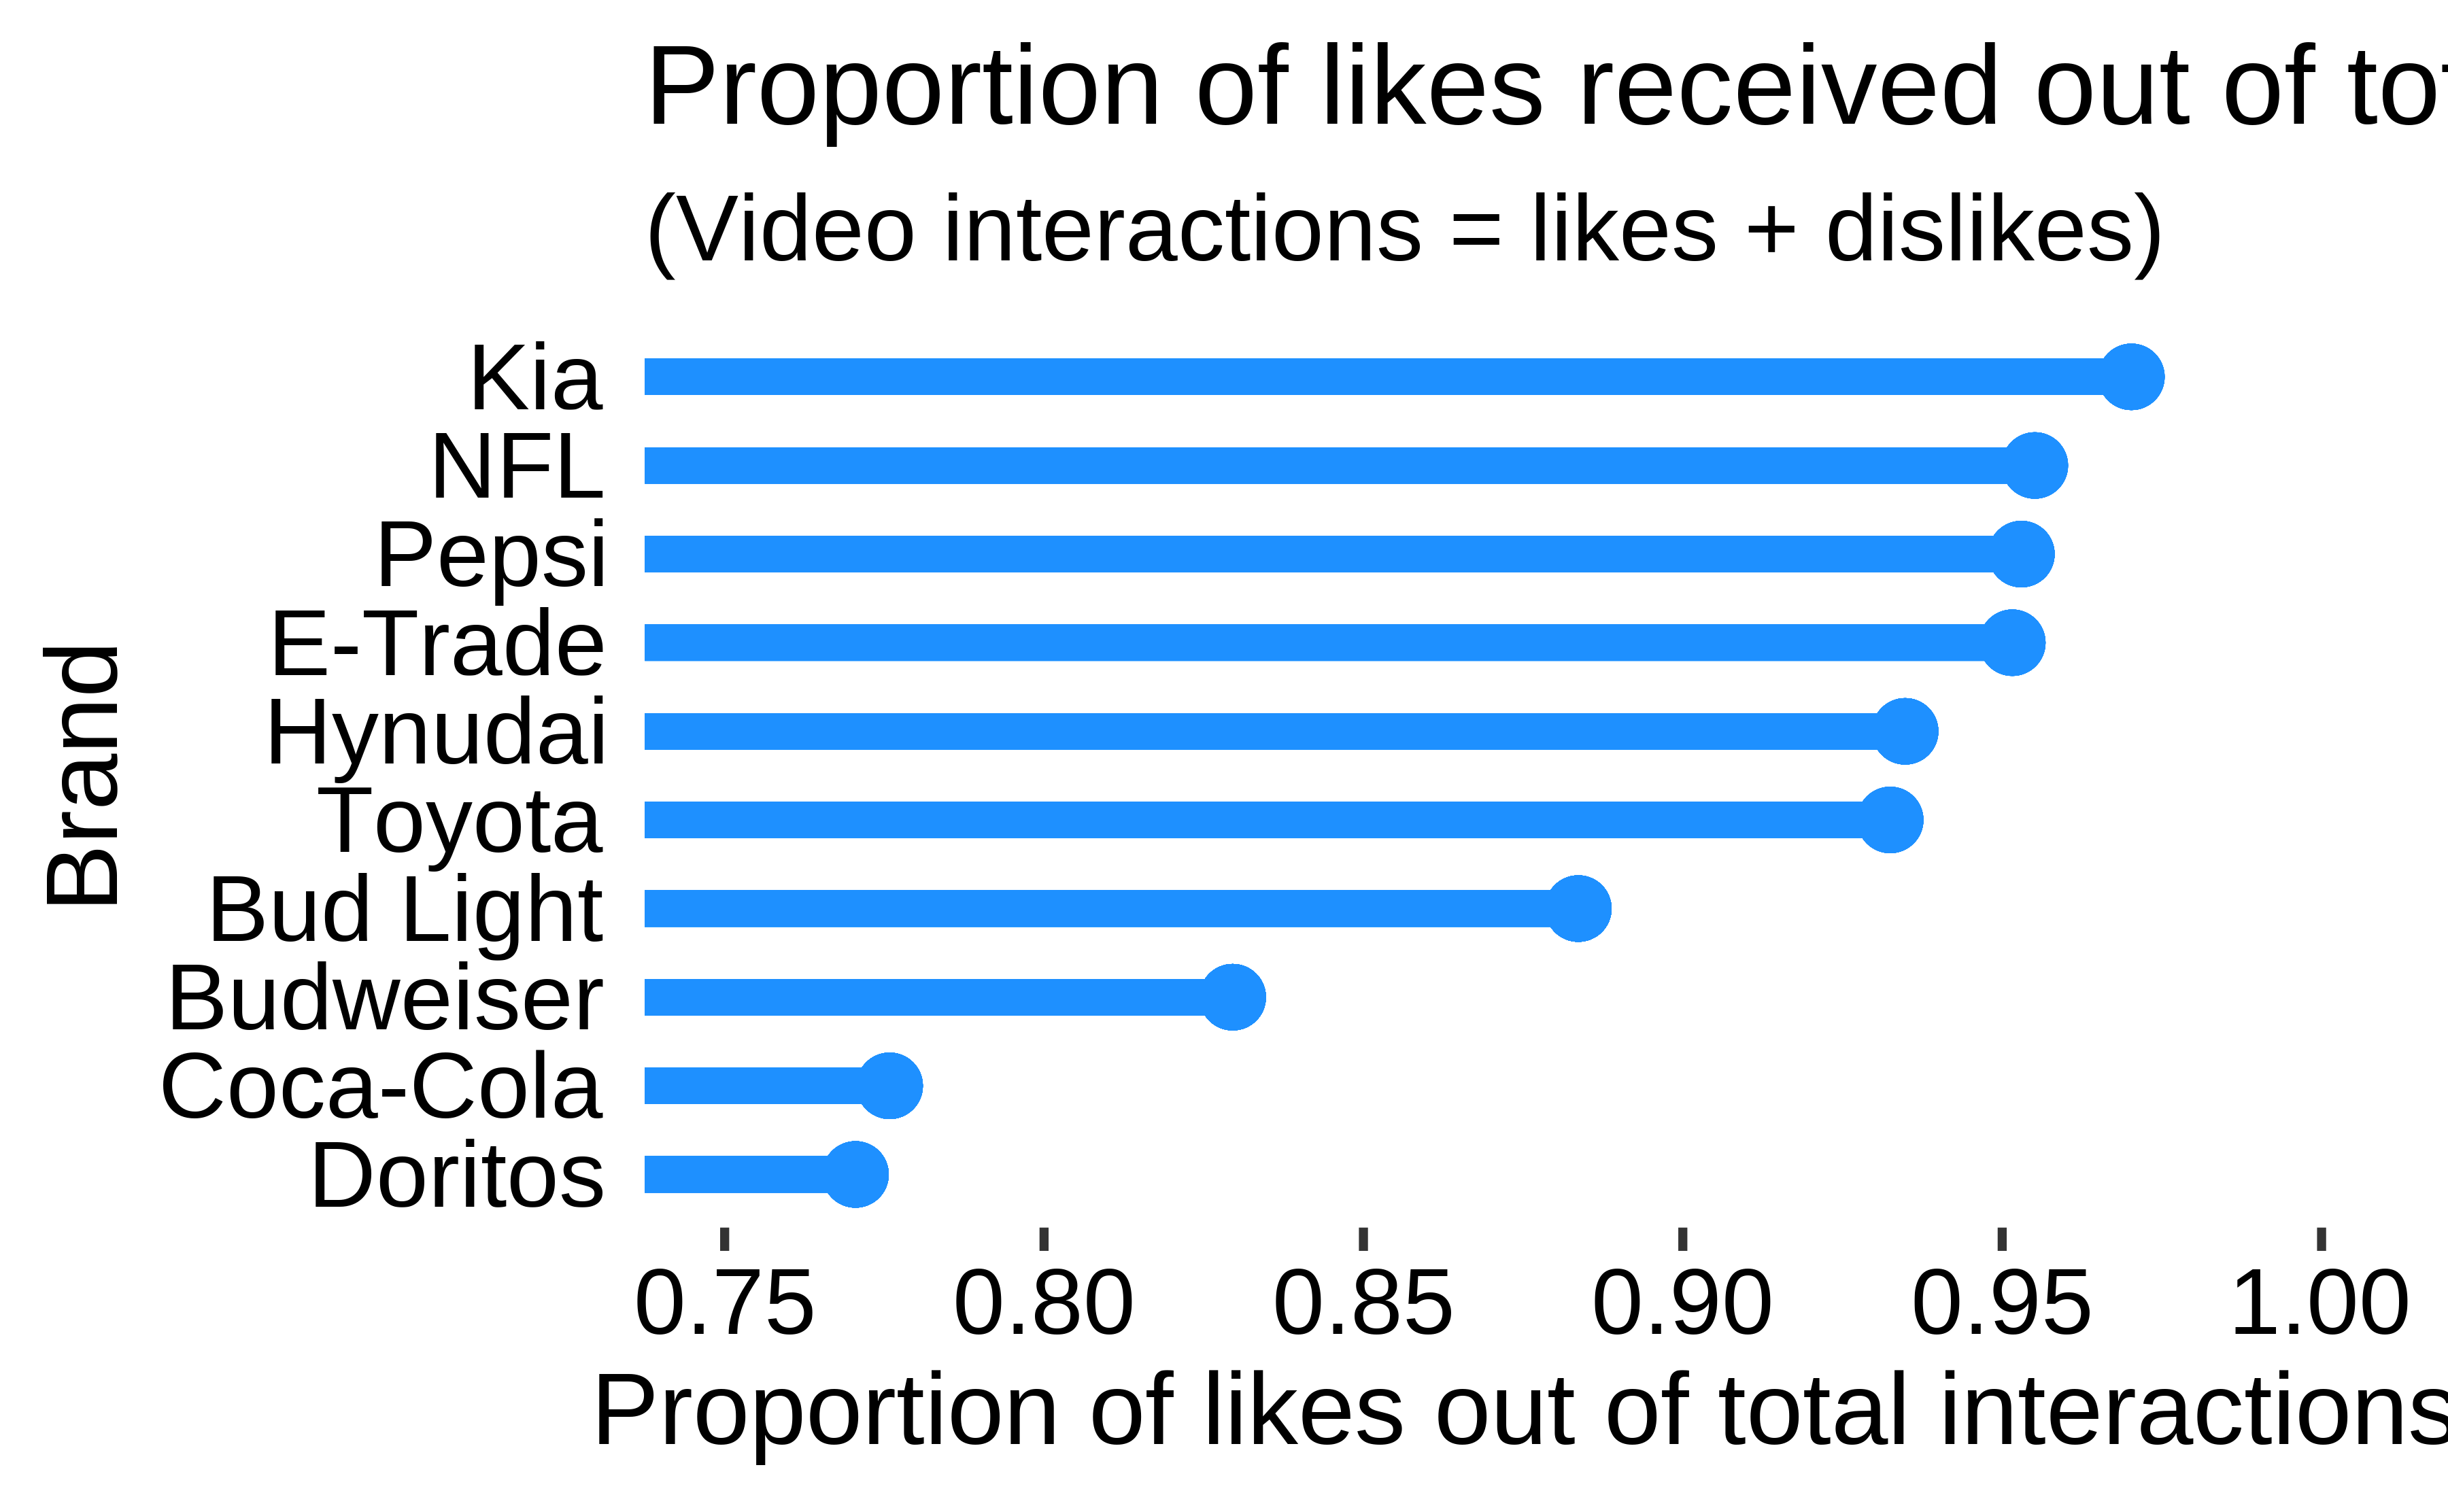 Proportion of likes received out of
(Video interactions = likes + dislikes)
Kia
NFL
Pepsi
E-Trade
Hynudai
Toyota
Bud Light
Budweiser
Coca-Cola
Doritos
Brand
0.75 0.80 0.85 0.90 0.95 1.00
Proportion of likes out of total interactions